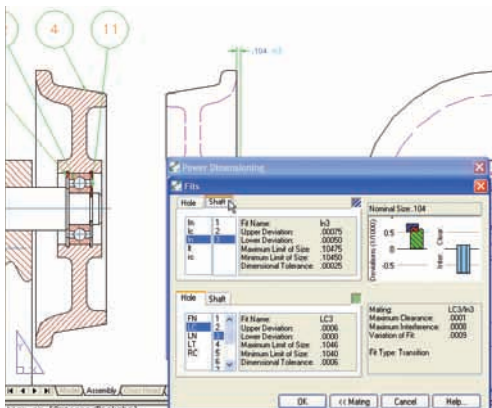 4
11
.104 ln3
Power Dimensioning
Fits
Hole Shaft
ln 1
lc 2
ln 3
lt
ic
Fit Name: ln3
Upper Deviation: .00075
Lower Deviation: .00050
Maximum Limit of Size: .10475
Minimum Limit of Size: .10450
Dimensional Tolerance: .00025
Nominal Size: .104
Deviations (1/1000)
0.5
0
-0.5
Clear.
Inter.
Hole Shaft
FN 1
LC 2
LN 3
LT 4
RC 5
6
7
Fit Name: LC3
Upper Deviation: .0006
Lower Deviation: .0000
Maximum Limit of Size: .1046
Minimum Limit of Size: .1040
Dimensional Tolerance: .0006
Mating: LC3/ln3
Maximum Clearance: .0001
Maximum Interference: .0008
Variation of Fit: .0009
Fit Type: Transition
OK << Mating Cancel Help...
Model Assembly